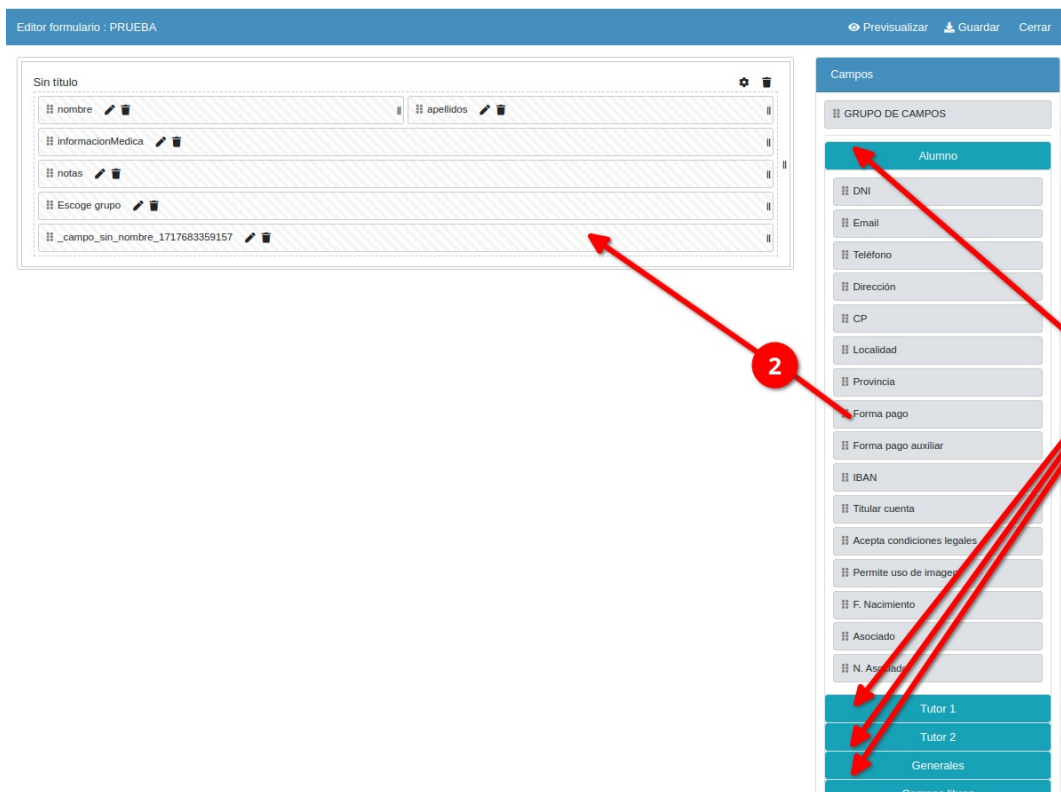 Editor formulario : PRUEBA
Previsualizar Guardar Cerrar
Sin título
nombre apellidos
informacionMedica
notas
Escoge grupo
_campo_sin_nombre_1717683359157
2
Campos
GRUPO DE CAMPOS
Alumno
DNI
Email
Teléfono
Dirección
CP
Localidad
Provincia
Forma pago
Forma pago auxiliar
IBAN
Titular cuenta
Acepta condiciones legales
Permite uso de imagen
F. Nacimiento
Asociado
N. Asociado
Tutor 1
Tutor 2
Generales
Campos libres